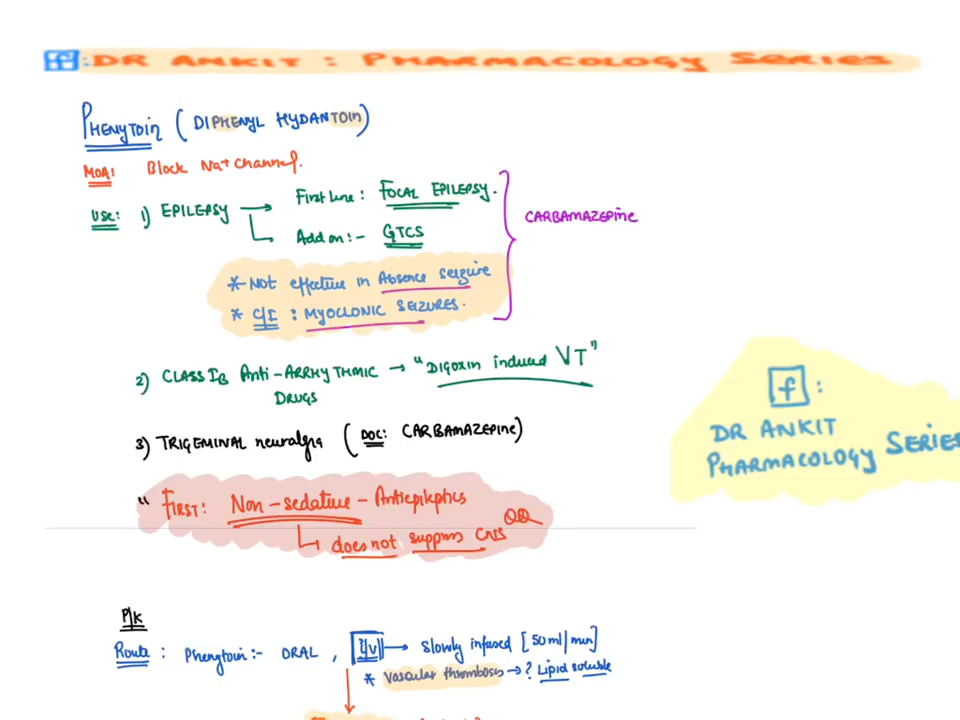 f : DR ANKIT : PHARMACOLOGY SERIES
PHENYTOIN (DIPHENYL HYDANTOIN)
MOA: Block Na+ Channel.
USE: 1) EPILEPSY → First Line : FOCAL EPILEPSY.
Add on :- GTCS
CARBAMAZEPINE
* NOT effective in Absence seizure
* C/I : MYOCLONIC SEIZURES.
2) CLASS IB Anti-ARRHYTHMIC DRUGS → "DIGOXIN induced VT"
3) TRIGEMINAL neuralgia (DOC: CARBAMAZEPINE)
f :
DR ANKIT
PHARMACOLOGY SERIES
" FIRST: Non-sedative - Antiepileptics
does not suppress CNS
P/K
Route : Phenytoin :- ORAL, I/V → Slowly infused [50ml/min]
* Vascular thrombosis → ? Lipid soluble